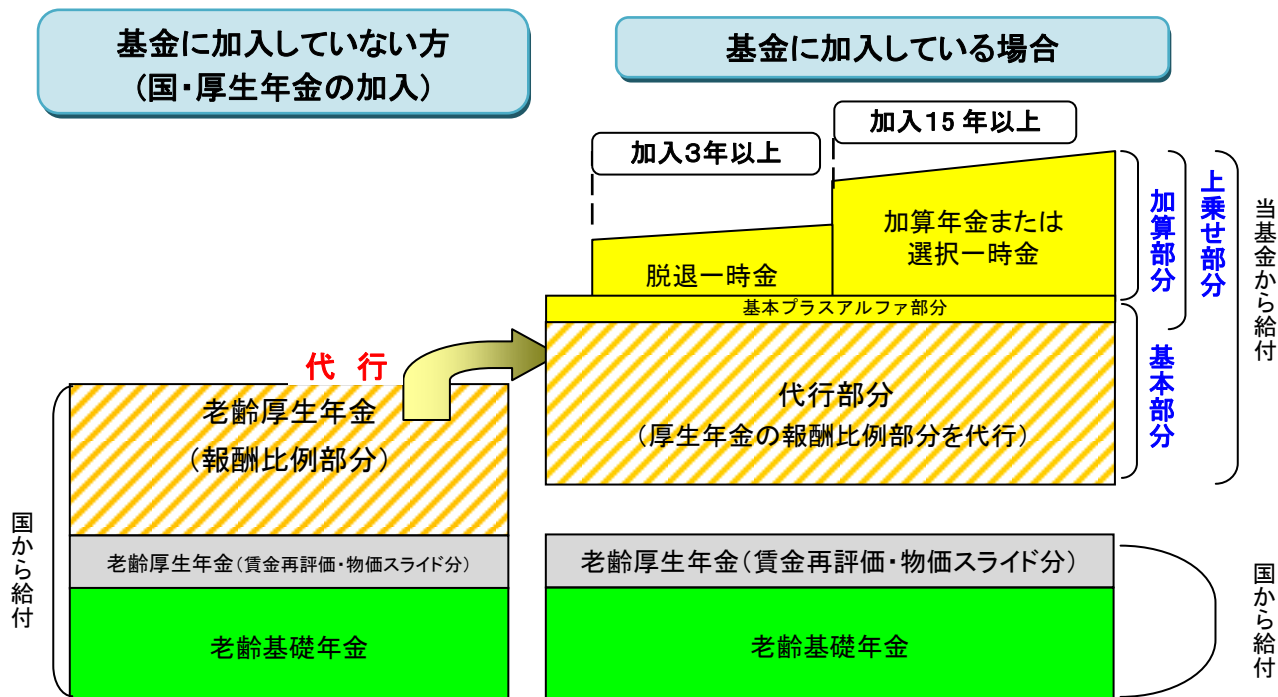 基金に加入していない方
(国・厚生年金の加入)
代 行
老齢厚生年金
(報酬比例部分)
老齢厚生年金(賃金再評価・物価スライド分)
老齢基礎年金
国から給付
基金に加入している場合
加入3年以上
加入15年以上
脱退一時金
加算年金または
選択一時金
基本プラスアルファ部分
代行部分
(厚生年金の報酬比例部分を代行)
加算部分
上乗せ部分
基本部分
当基金から給付
老齢厚生年金(賃金再評価・物価スライド分)
老齢基礎年金
国から給付